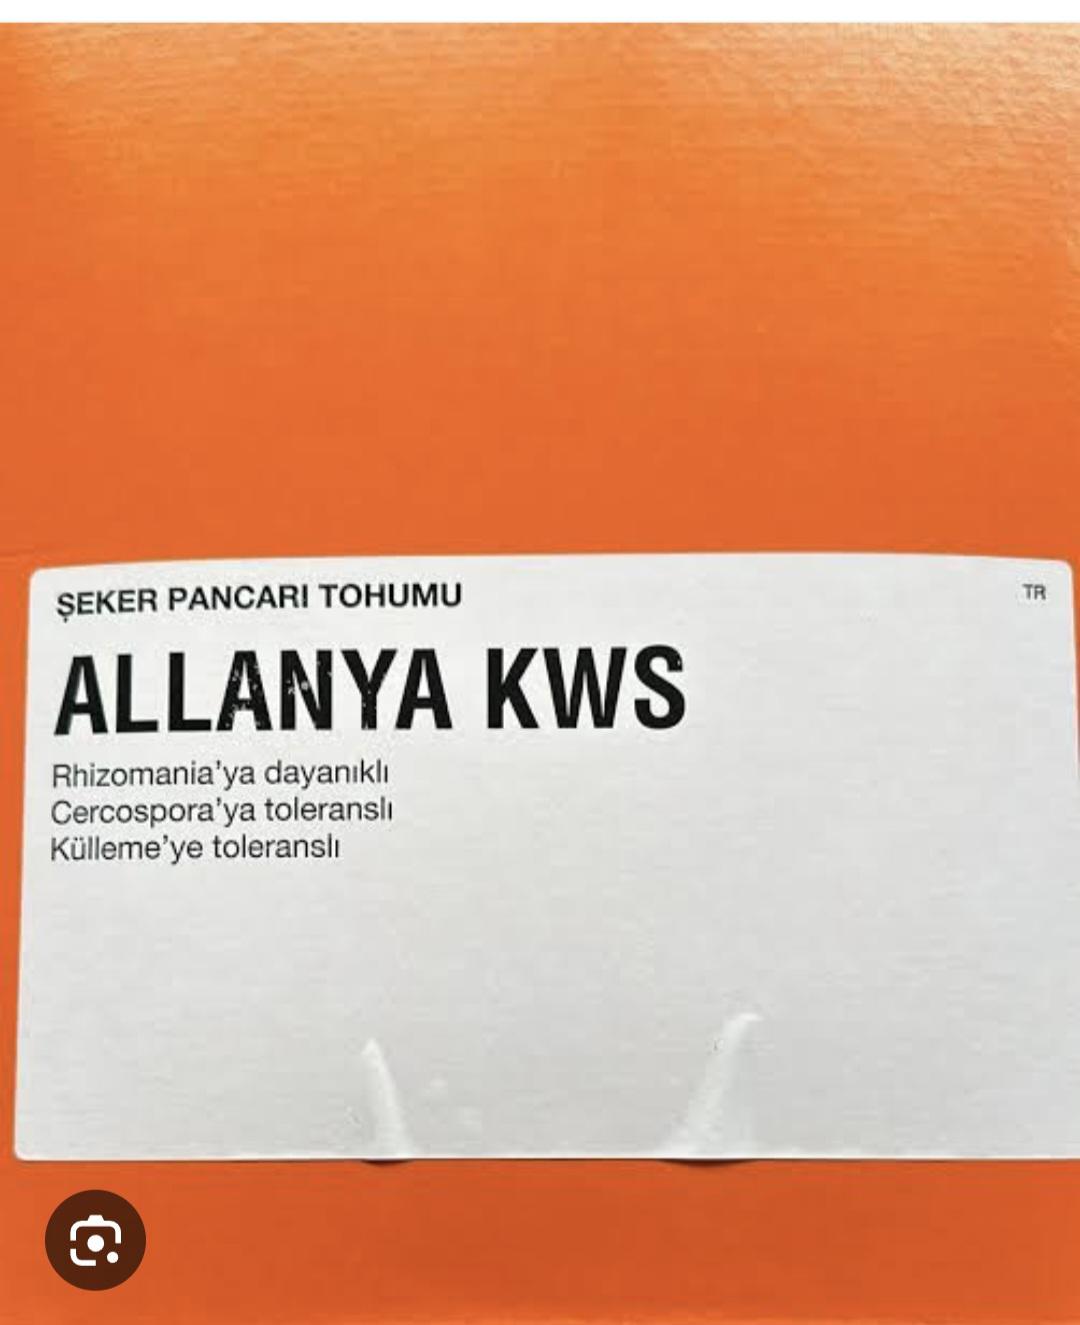 ŞEKER PANCARI TOHUMU
TR
ALLANYA KWS
Rhizomania'ya dayanıklı
Cercospora'ya toleranslı
Külleme'ye toleranslı